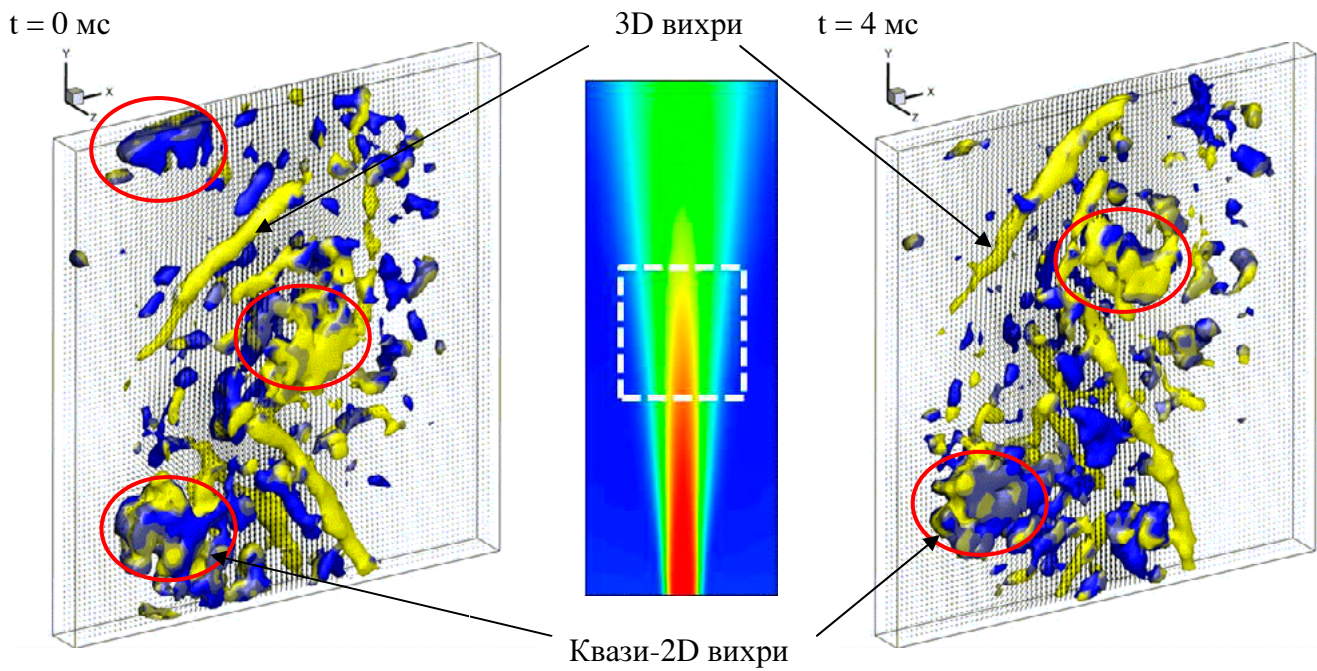 t = 0 мс
3D вихри
t = 4 мс
Y
X
Z
Y
X
Z
Квази-2D вихри